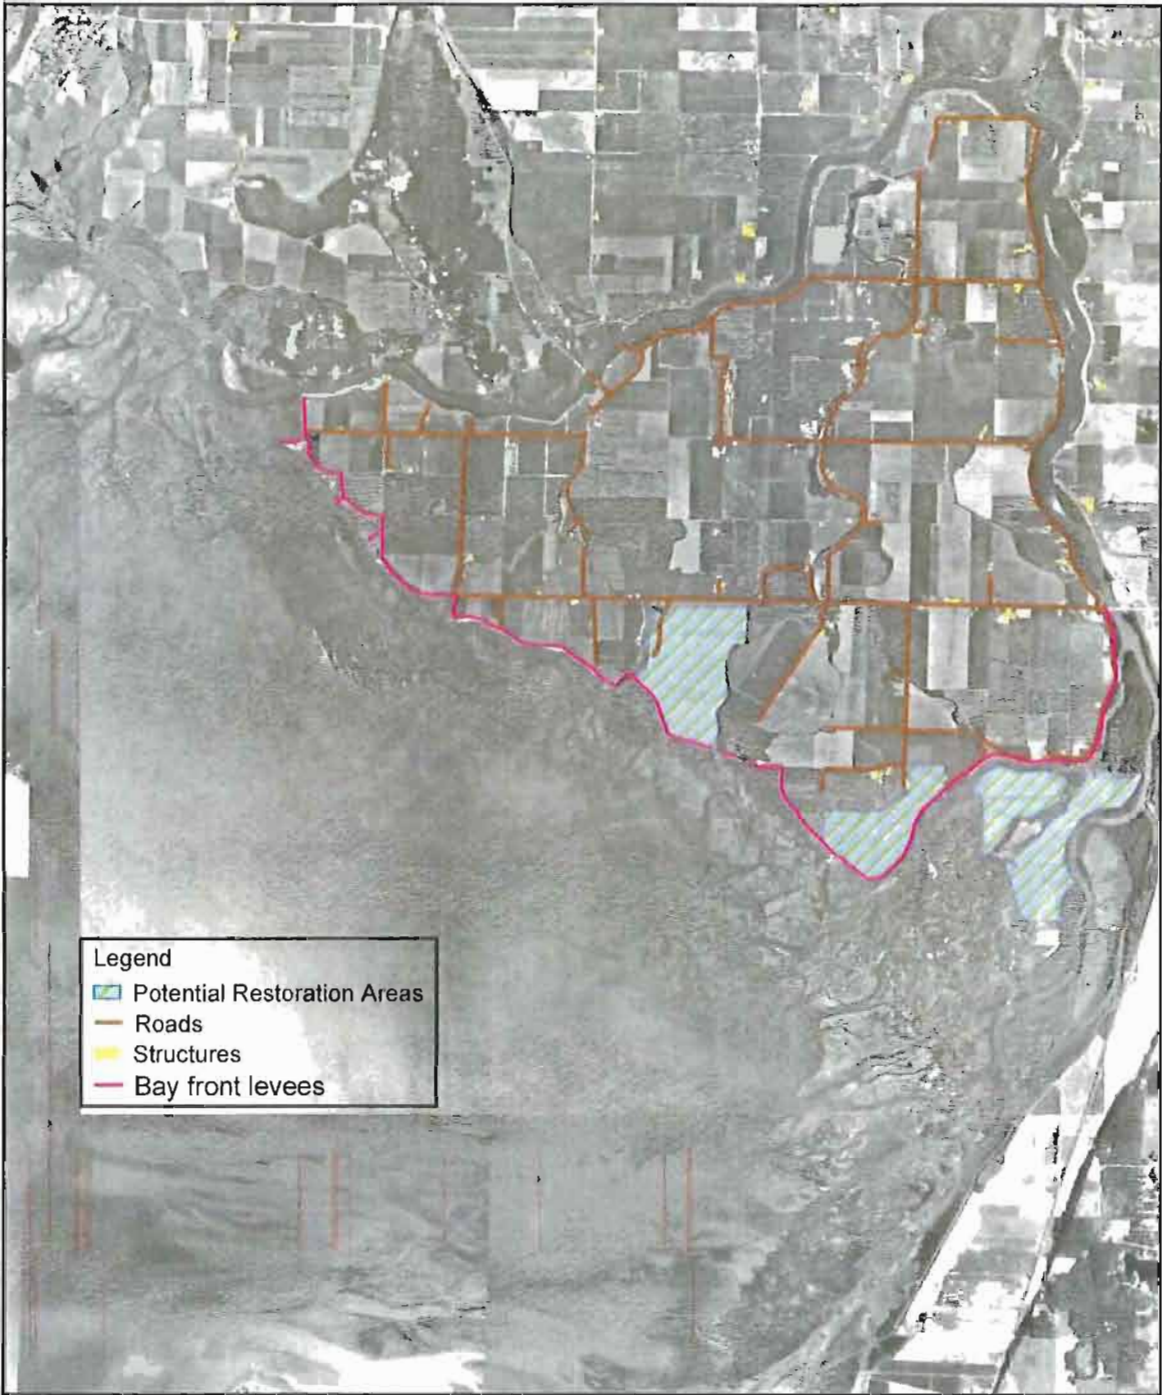 Legend
Potential Restoration Areas
Roads
Structures
Bay front levees